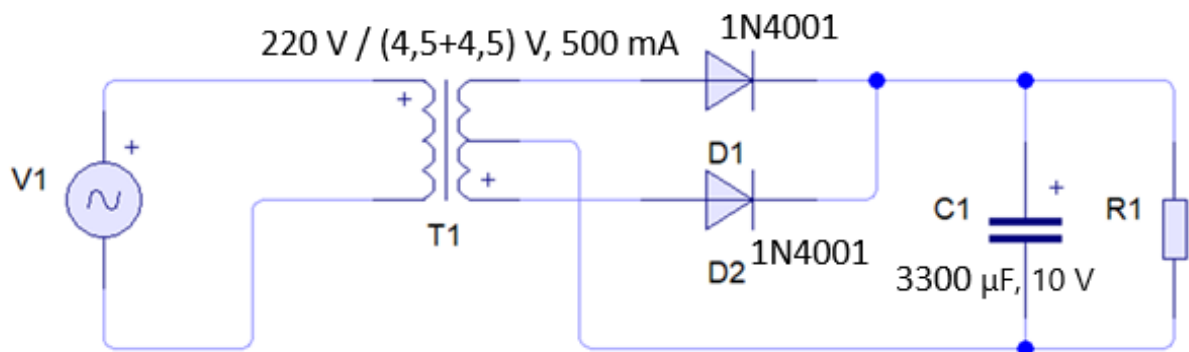 220 V / (4,5+4,5) V, 500 mA
1N4001
+
+
V1
+
T1
D1
D2
1N4001
C1
+
R1
3300 µF, 10 V